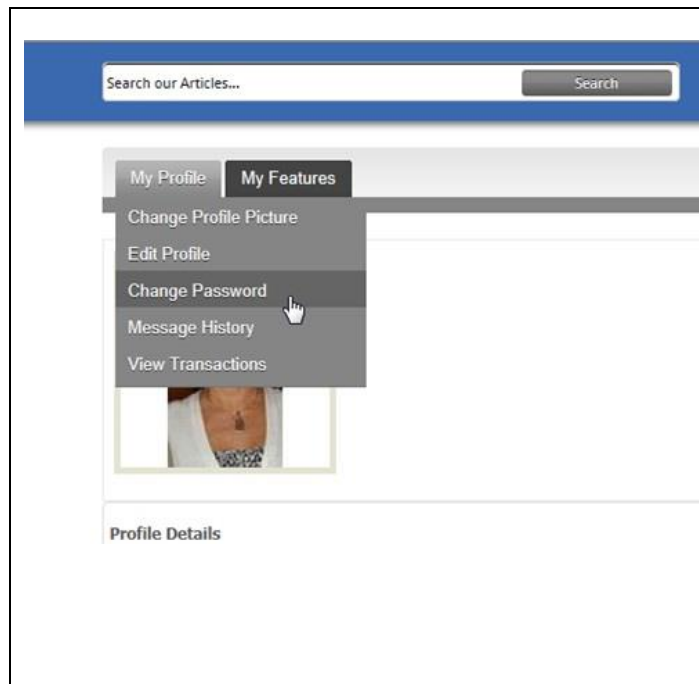 Search our Articles... Search
My Profile My Features
Change Profile Picture
Edit Profile
Change Password
Message History
View Transactions
Profile Details